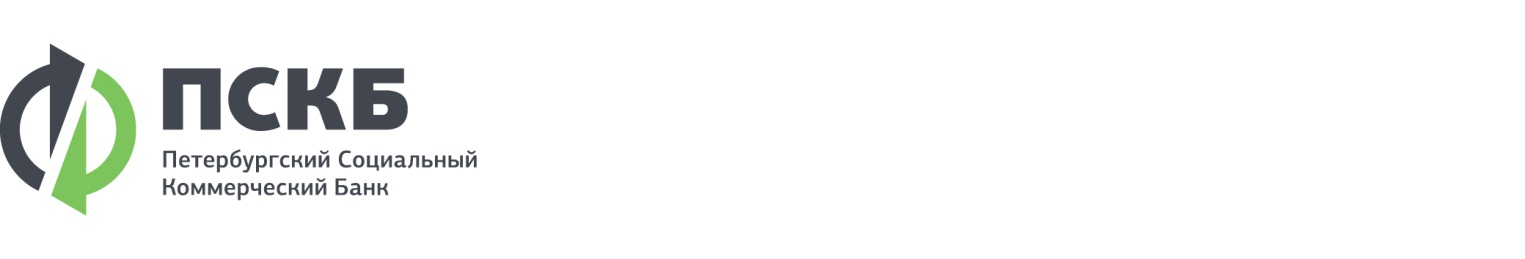 ПСКБ
Петербургский Социальный
Коммерческий Банк